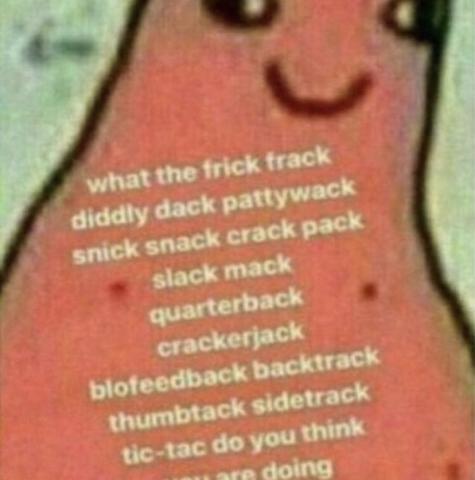 what the frick frack
diddly dack pattywack
snick snack crack pack
slack mack
quarterback
crackerjack
blofeedback backtrack
thumbtack sidetrack
tic-tac do you think
you are doing